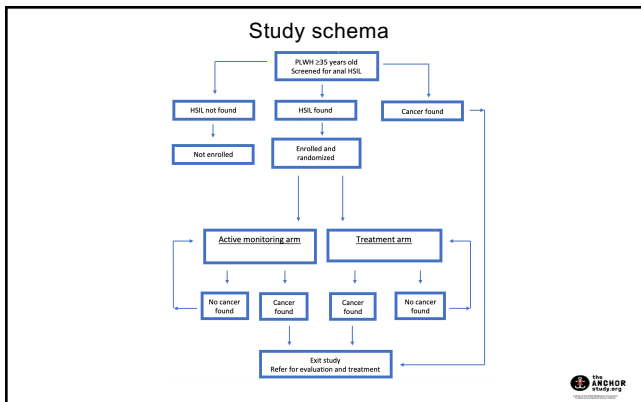 Study schema
PLWH ≥35 years old
Screened for anal HSIL
HSIL not found
HSIL found
Cancer found
Not enrolled
Enrolled and
randomized
Active monitoring arm
Treatment arm
No cancer
found
Cancer
found
Cancer
found
No cancer
found
Exit study
Refer for evaluation and treatment
the
ANCHOR
study.org